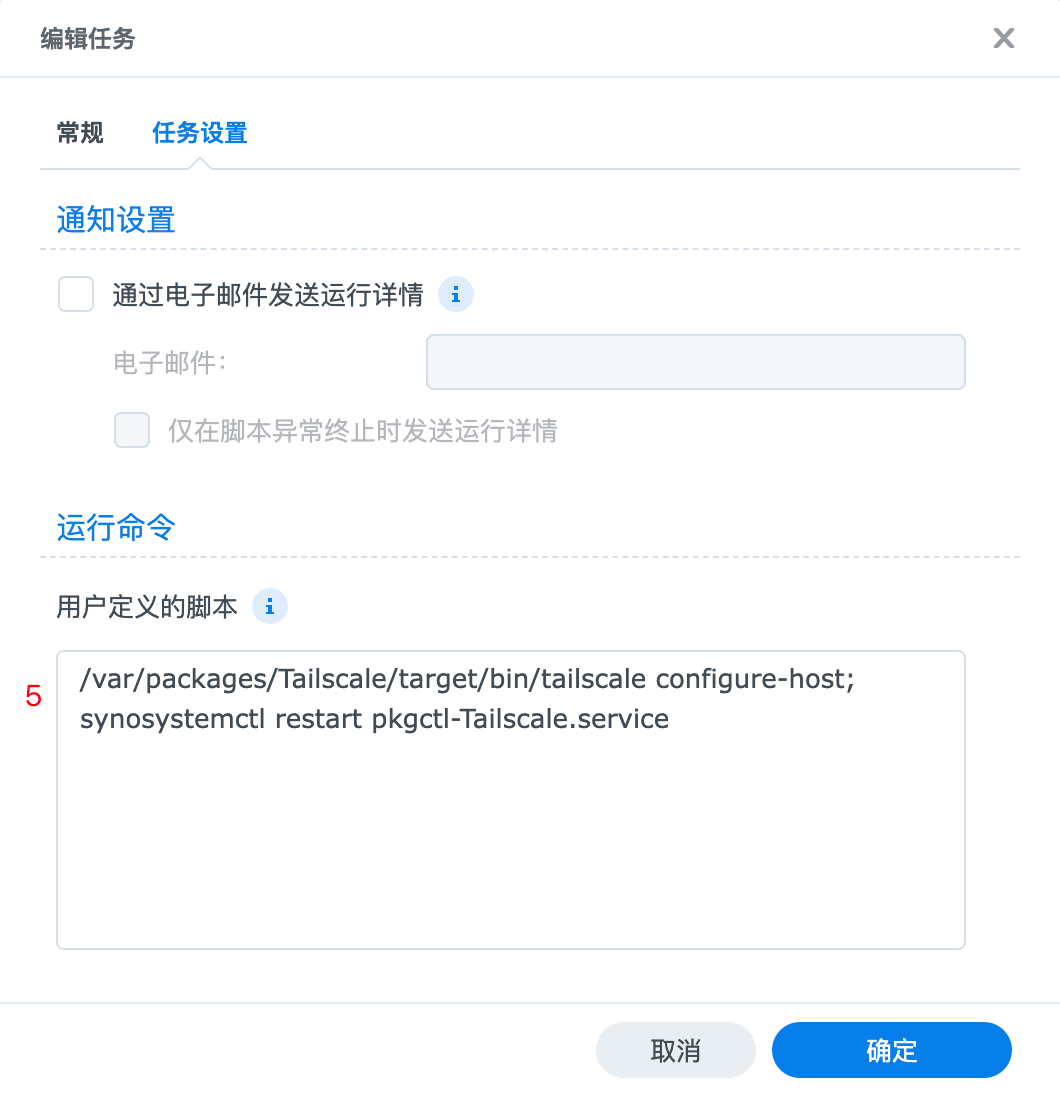 编辑任务
常规
任务设置
通知设置
通过电子邮件发送运行详情
电子邮件:
仅在脚本异常终止时发送运行详情
运行命令
用户定义的脚本
5
/var/packages/Tailscale/target/bin/tailscale configure-host;
synosystemctl restart pkgctl-Tailscale.service
取消
确定